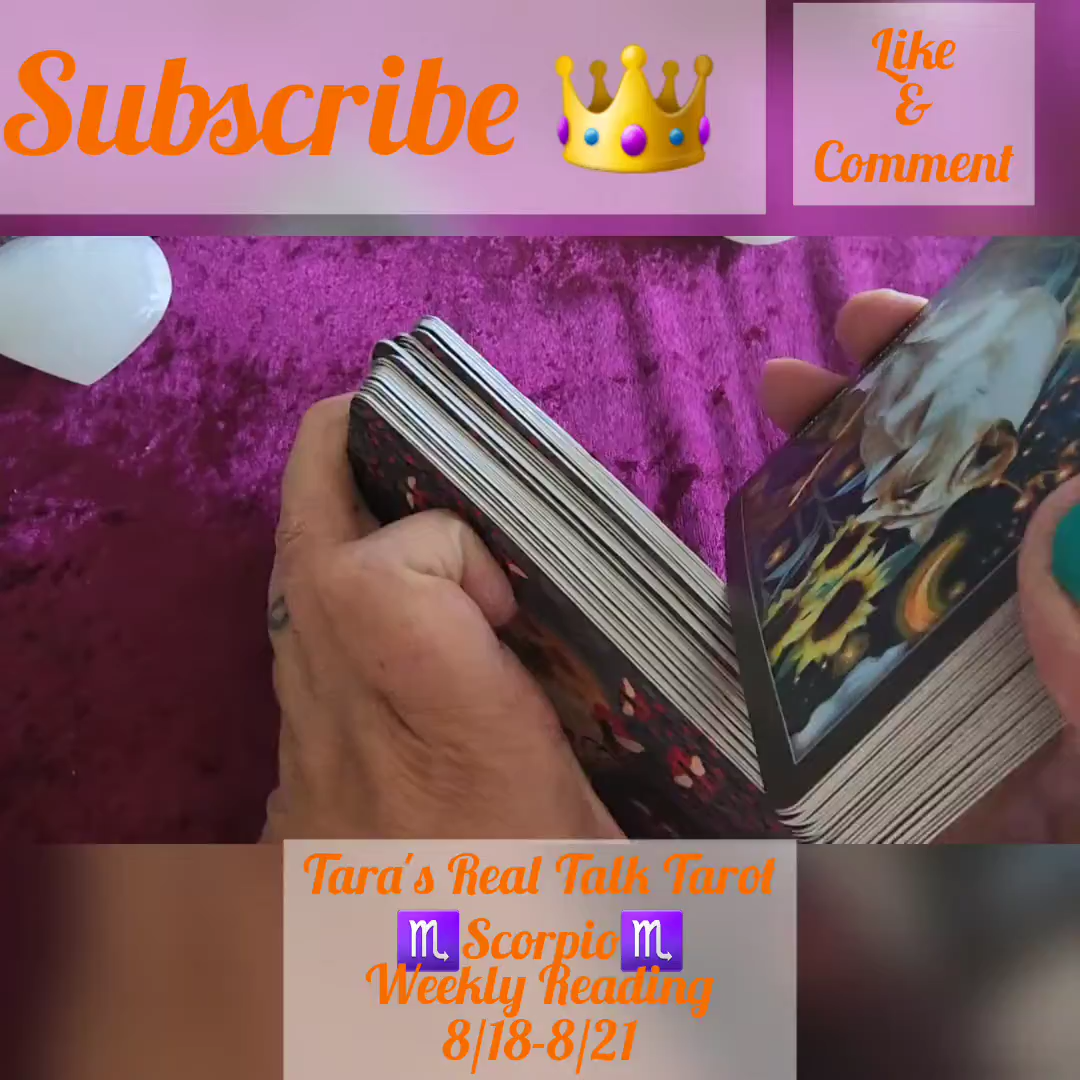 Subscribe 👑
Like
&
Comment
Tara's Real Talk Tarot
♏Scorpio♏
Weekly Reading
8/18-8/21